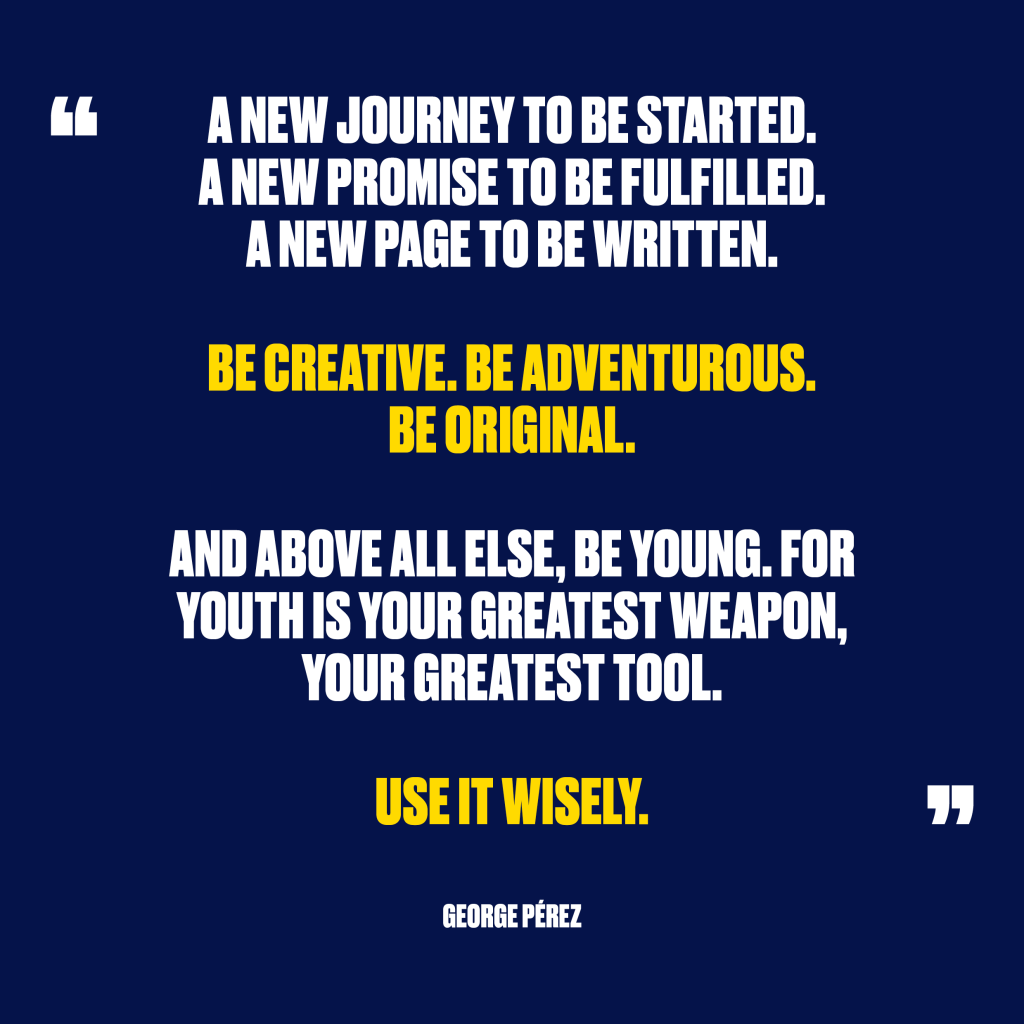 “ A NEW JOURNEY TO BE STARTED.
A NEW PROMISE TO BE FULFILLED.
A NEW PAGE TO BE WRITTEN.
BE CREATIVE. BE ADVENTUROUS.
BE ORIGINAL.
AND ABOVE ALL ELSE, BE YOUNG. FOR
YOUTH IS YOUR GREATEST WEAPON,
YOUR GREATEST TOOL.
USE IT WISELY. ”
GEORGE PÉREZ